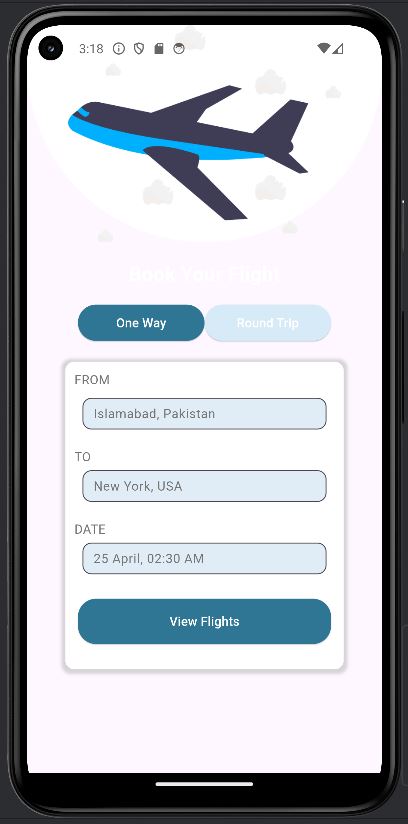 3:18
Book Your Flight
One Way
Round Trip
FROM
Islamabad, Pakistan
TO
New York, USA
DATE
25 April, 02:30 AM
View Flights